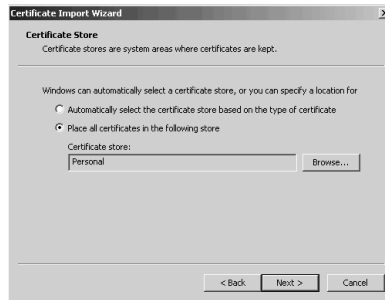 Certificate Import Wizard
Certificate Store
Certificate stores are system areas where certificates are kept.
Windows can automatically select a certificate store, or you can specify a location for
Automatically select the certificate store based on the type of certificate
Place all certificates in the following store
Certificate store:
Personal
Browse...
< Back
Next >
Cancel